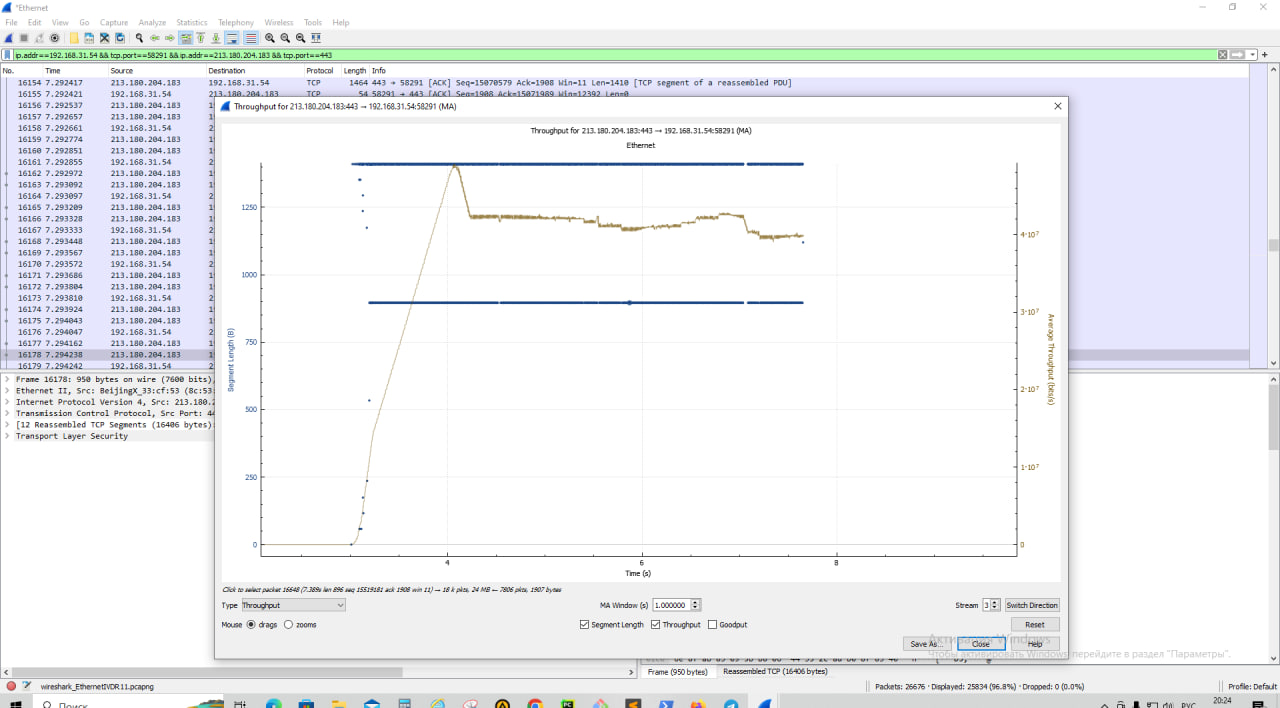 *Ethernet
File Edit View Go Capture Analyze Statistics Telephony Wireless Tools Help
ip.addr==192.168.31.54 && tcp.port==58291 && ip.addr==213.180.204.183 && tcp.port==443
No. Time Source Destination Protocol Length Info
16154 7.292417 213.180.204.183 192.168.31.54 TCP 1464 443 → 58291 [ACK] Seq=15070579 Ack=1908 Win=11 Len=1410 [TCP segment of a reassembled PDU]
16155 7.292421 192.168.31.54 213.180.204.183 TCP 54 58291 → 443 [ACK] Seq=1908 Ack=15071989 Win=12392 Len=0
16156 7.292537 213.180.204.183 19
16157 7.292657 213.180.204.183 19
16158 7.292661 192.168.31.54 2
16159 7.292774 213.180.204.183 19
16160 7.292851 213.180.204.183 19
16161 7.292855 192.168.31.54 2
16162 7.292972 213.180.204.183 19
16163 7.293092 213.180.204.183 19
16164 7.293097 192.168.31.54 2
16165 7.293209 213.180.204.183 19
16166 7.293328 213.180.204.183 19
16167 7.293333 192.168.31.54 2
16168 7.293448 213.180.204.183 19
16169 7.293567 213.180.204.183 19
16170 7.293572 192.168.31.54 2
16171 7.293686 213.180.204.183 19
16172 7.293804 213.180.204.183 19
16173 7.293810 192.168.31.54 2
16174 7.293924 213.180.204.183 19
16175 7.294043 213.180.204.183 19
16176 7.294047 192.168.31.54 2
16177 7.294162 213.180.204.183 19
16178 7.294238 213.180.204.183 19
16179 7.294242 192.168.31.54 2
Frame 16178: 950 bytes on wire (7600 bits),
Ethernet II, Src: BeijingX_33:cf:53 (8c:53:
Internet Protocol Version 4, Src: 213.180.2
Transmission Control Protocol, Src Port: 44
[12 Reassembled TCP Segments (16406 bytes):
Transport Layer Security
Throughput for 213.180.204.183:443 → 192.168.31.54:58291 (MA)
Throughput for 213.180.204.183:443 → 192.168.31.54:58291 (MA)
Ethernet
Segment Length (B)
1250
1000
750
500
250
0
4·10⁷
3·10⁷
2·10⁷
1·10⁷
0
Average Throughput (bits/s)
4 6 8
Time (s)
Click to select packet 16648 (7.389s len 896 seq 15519181 ack 1908 win 11) → 18 k pkts, 24 MB ← 7806 pkts, 1907 bytes
Type Throughput MA Window (s) 1.000000 Stream 3 Switch Direction
Mouse drags zooms Segment Length Throughput Goodput Reset
Save As... Close Help
Активация Windows
Чтобы активировать Windows, перейдите в раздел "Параметры".
Frame (950 bytes) Reassembled TCP (16406 bytes)
wireshark_EthernetIVDR11.pcapng Packets: 26676 · Displayed: 25834 (96.8%) · Dropped: 0 (0.0%) Profile: Default
Поиск РУС 20:24